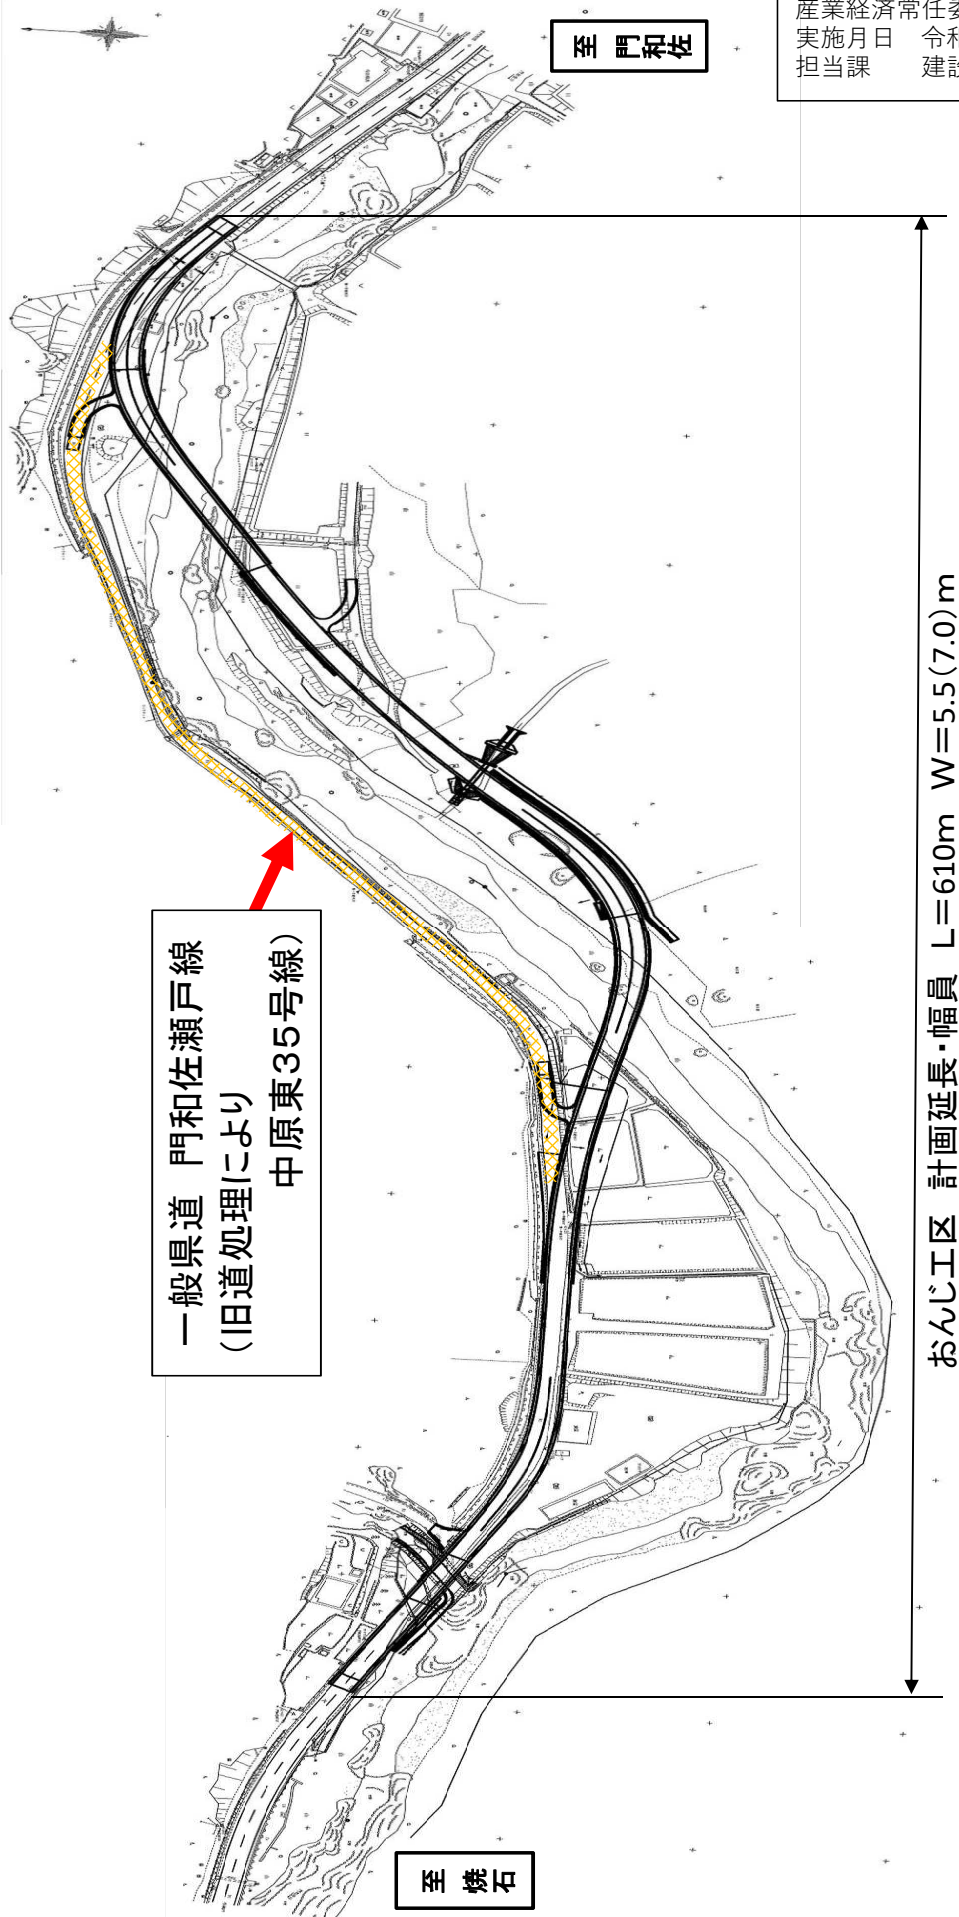 産業経済常任委
実施月日 令和
担当課 建設
至 門和佐
一般県道 門和佐瀬戸線
(旧道処理により
中原東35号線)
おんじ工区 計画延長・幅員 L=610m W=5.5(7.0)m
至 焼石